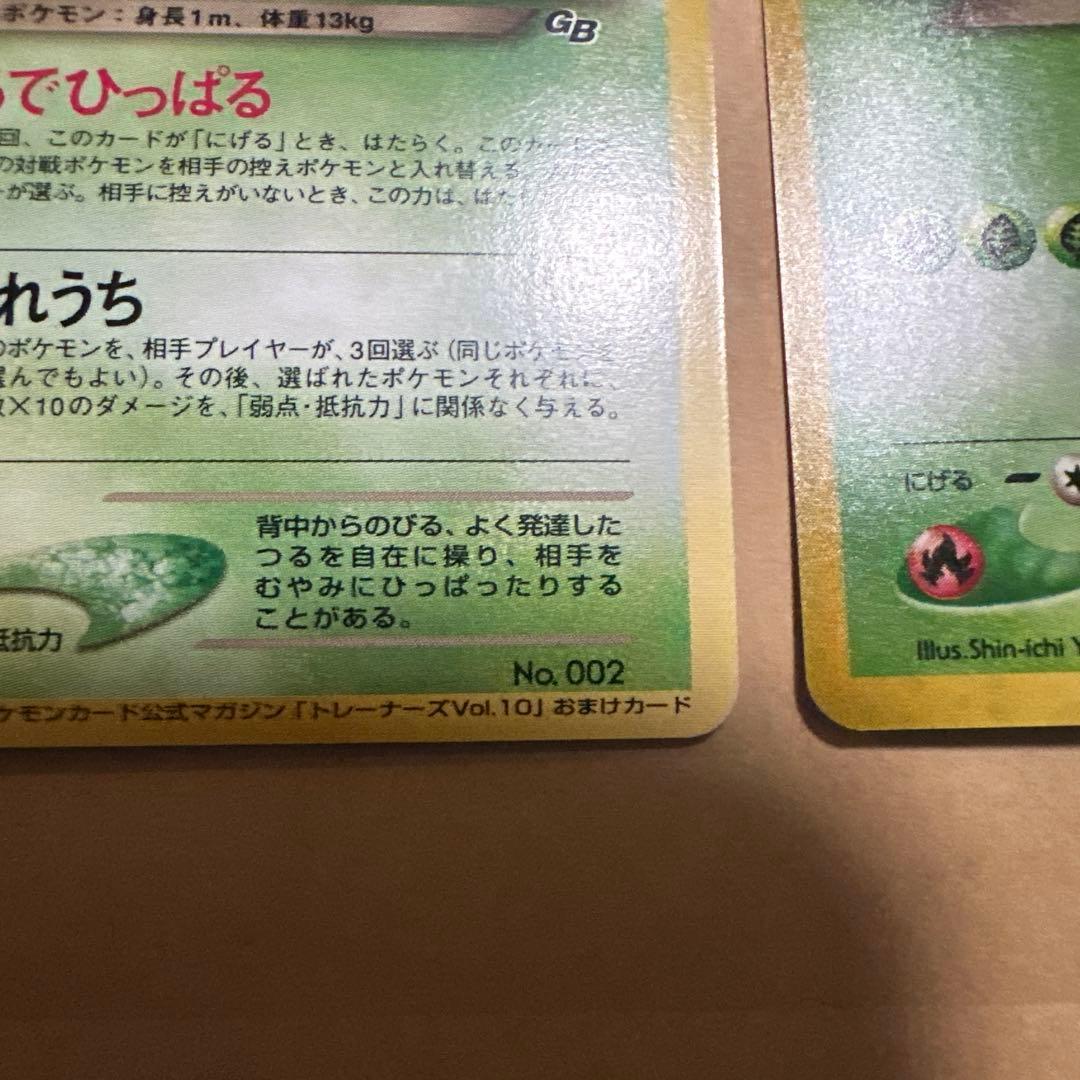 ポケモン：身長1m、体重13kg
GB
でひっぱる
回、このカードが「にげる」とき、はたらく。この
の対戦ポケモンを相手の控えポケモンと入れ替える
が選ぶ。相手に控えがいないとき、この力は、はた
れうち
のポケモンを、相手プレイヤーが、3回選ぶ（同じポケモン
選んでもよい）。その後、選ばれたポケモンそれぞれに、
数×10のダメージを、「弱点・抵抗力」に関係なく与える。
背中からのびる、よく発達した
つるを自在に操り、相手を
むやみにひっぱったりする
ことがある。
抵抗力
No. 002
ケモンカード公式マガジン「トレーナーズVol.10」おまけカード
にげる
Illus.Shin-ichi